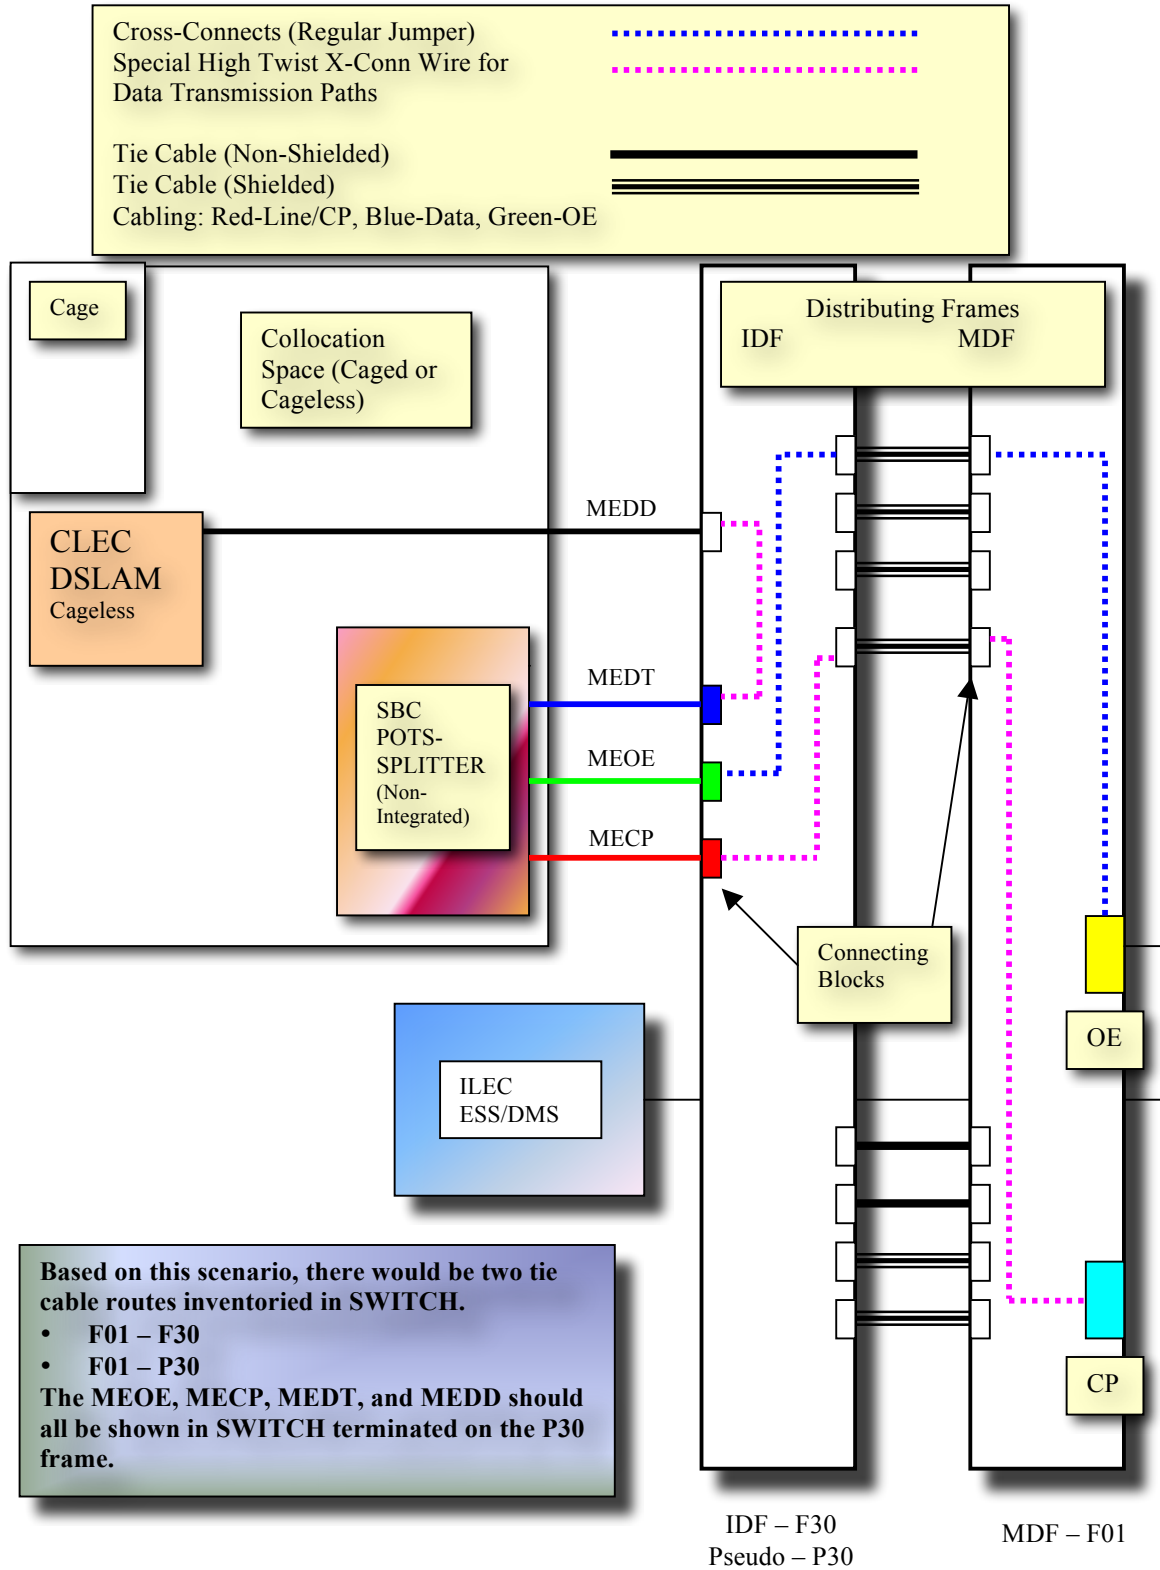 Cross-Connects (Regular Jumper)
Special High Twist X-Conn Wire for
Data Transmission Paths
Tie Cable (Non-Shielded)
Tie Cable (Shielded)
Cabling: Red-Line/CP, Blue-Data, Green-OE
Cage
Collocation
Space (Caged or
Cageless)
Distributing Frames
IDF MDF
MEDD
CLEC
DSLAM
Cageless
MEDT
SBC
POTS-
SPLITTER
(Non-
Integrated)
MEOE
MECP
Connecting
Blocks
OE
ILEC
ESS/DMS
Based on this scenario, there would be two tie
cable routes inventoried in SWITCH.
• F01 – F30
• F01 – P30
The MEOE, MECP, MEDT, and MEDD should
all be shown in SWITCH terminated on the P30
frame.
CP
IDF – F30
Pseudo – P30
MDF – F01